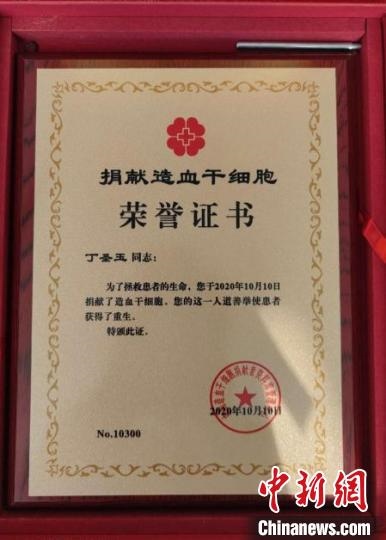 捐献造血干细胞
荣誉证书
丁圣玉 同志：
为了拯救患者的生命，您于2020年10月10日
捐献了造血干细胞。您的这一人道善举使患者
获得了重生。
特颁此证。
2020年10月10日
No.10300
中新网
Chinanews.com